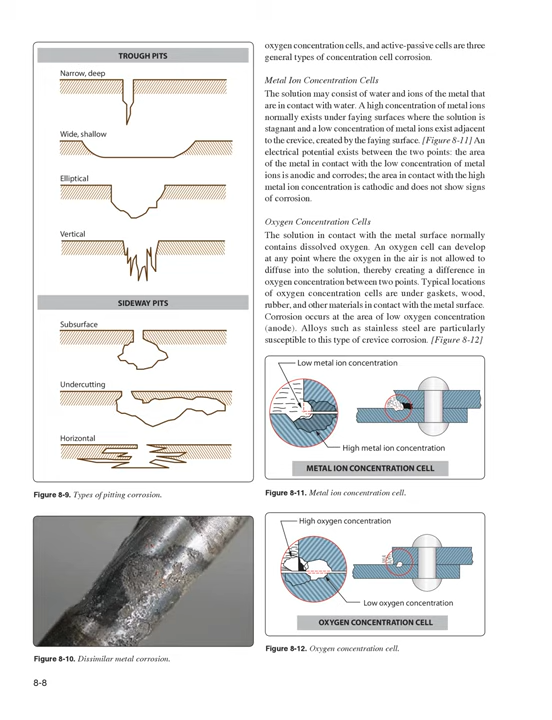 TROUGH PITS
Narrow, deep
Wide, shallow
Elliptical
Vertical
SIDEWAY PITS
Subsurface
Undercutting
Horizontal
Figure 8-9. Types of pitting corrosion.
Figure 8-10. Dissimilar metal corrosion.
oxygen concentration cells, and active-passive cells are three
general types of concentration cell corrosion.
Metal Ion Concentration Cells
The solution may consist of water and ions of the metal that
are in contact with water. A high concentration of metal ions
normally exists under faying surfaces where the solution is
stagnant and a low concentration of metal ions exist adjacent
to the crevice, created by the faying surface. [Figure 8-11] An
electrical potential exists between the two points: the area
of the metal in contact with the low concentration of metal
ions is anodic and corrodes; the area in contact with the high
metal ion concentration is cathodic and does not show signs
of corrosion.
Oxygen Concentration Cells
The solution in contact with the metal surface normally
contains dissolved oxygen. An oxygen cell can develop
at any point where the oxygen in the air is not allowed to
diffuse into the solution, thereby creating a difference in
oxygen concentration between two points. Typical locations
of oxygen concentration cells are under gaskets, wood,
rubber, and other materials in contact with the metal surface.
Corrosion occurs at the area of low oxygen concentration
(anode). Alloys such as stainless steel are particularly
susceptible to this type of crevice corrosion. [Figure 8-12]
Low metal ion concentration
High metal ion concentration
METAL ION CONCENTRATION CELL
Figure 8-11. Metal ion concentration cell.
High oxygen concentration
Low oxygen concentration
OXYGEN CONCENTRATION CELL
Figure 8-12. Oxygen concentration cell.
8-8